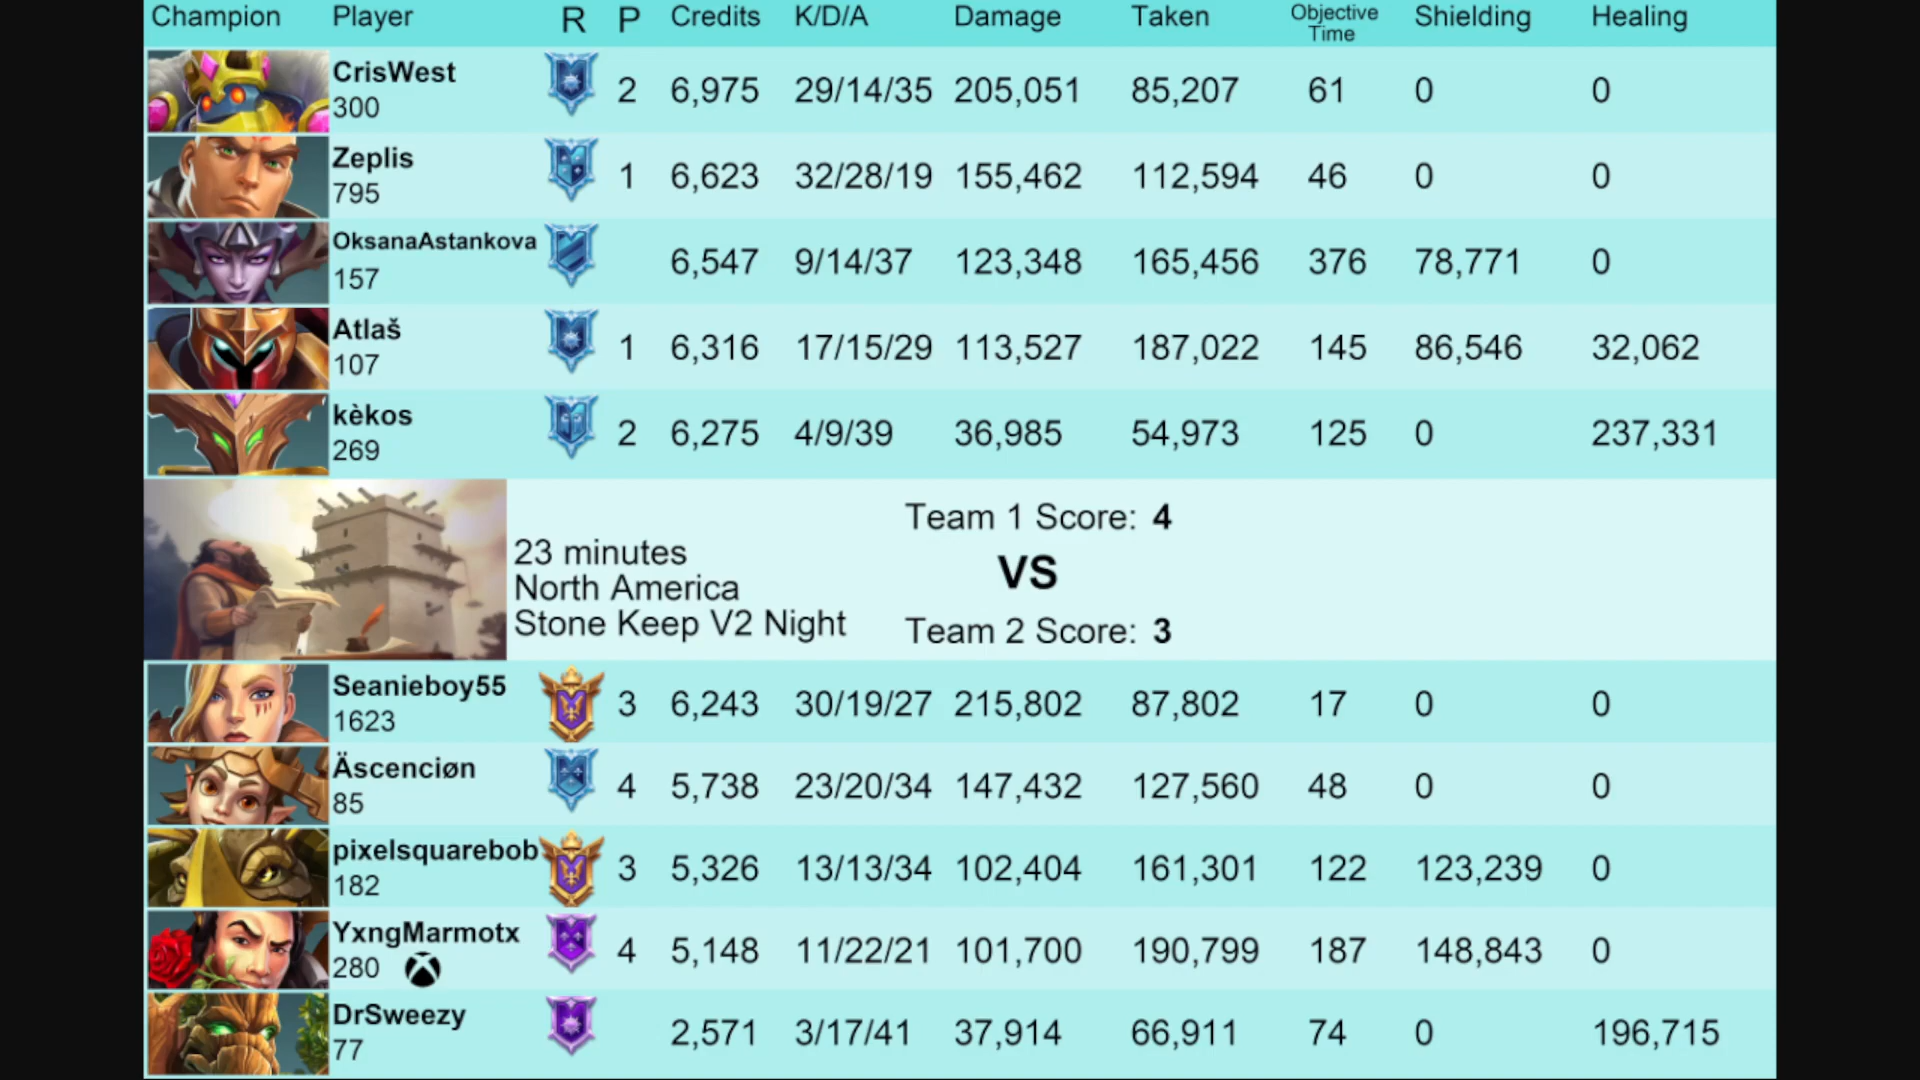 Champion Player R P Credits K/D/A Damage Taken Objective Time Shielding Healing
CrisWest
300 2 6,975 29/14/35 205,051 85,207 61 0 0
Zeplis
795 1 6,623 32/28/19 155,462 112,594 46 0 0
OksanaAstankova
157 6,547 9/14/37 123,348 165,456 376 78,771 0
Atlaš
107 1 6,316 17/15/29 113,527 187,022 145 86,546 32,062
kèkos
269 2 6,275 4/9/39 36,985 54,973 125 0 237,331
23 minutes
North America
Stone Keep V2 Night
Team 1 Score: 4
VS
Team 2 Score: 3
Seanieboy55
1623 3 6,243 30/19/27 215,802 87,802 17 0 0
Äscenciøn
85 4 5,738 23/20/34 147,432 127,560 48 0 0
pixelsquarebob
182 3 5,326 13/13/34 102,404 161,301 122 123,239 0
YxngMarmotx
280 4 5,148 11/22/21 101,700 190,799 187 148,843 0
DrSweezy
77 2,571 3/17/41 37,914 66,911 74 0 196,715